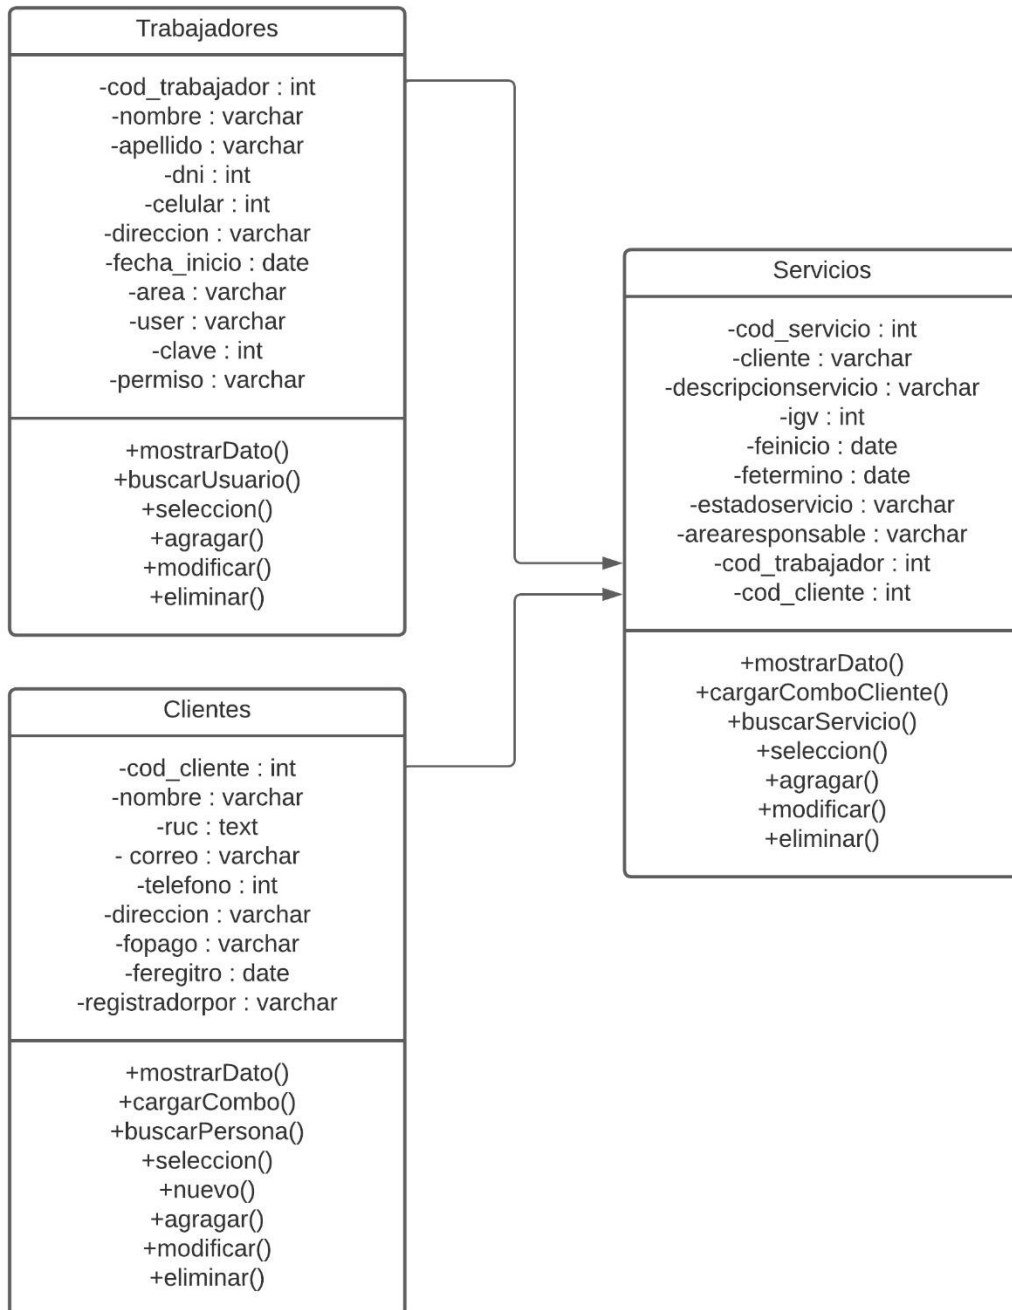 Trabajadores
-cod_trabajador : int
-nombre : varchar
-apellido : varchar
-dni : int
-celular : int
-direccion : varchar
-fecha_inicio : date
-area : varchar
-user : varchar
-clave : int
-permiso : varchar
+mostrarDato()
+buscarUsuario()
+seleccion()
+agragar()
+modificar()
+eliminar()
Clientes
-cod_cliente : int
-nombre : varchar
-ruc : text
- correo : varchar
-telefono : int
-direccion : varchar
-fopago : varchar
-feregitro : date
-registradorpor : varchar
+mostrarDato()
+cargarCombo()
+buscarPersona()
+seleccion()
+nuevo()
+agragar()
+modificar()
+eliminar()
Servicios
-cod_servicio : int
-cliente : varchar
-descripcionservicio : varchar
-igv : int
-feinicio : date
-fetermino : date
-estadoservicio : varchar
-arearesponsable : varchar
-cod_trabajador : int
-cod_cliente : int
+mostrarDato()
+cargarComboCliente()
+buscarServicio()
+seleccion()
+agragar()
+modificar()
+eliminar()